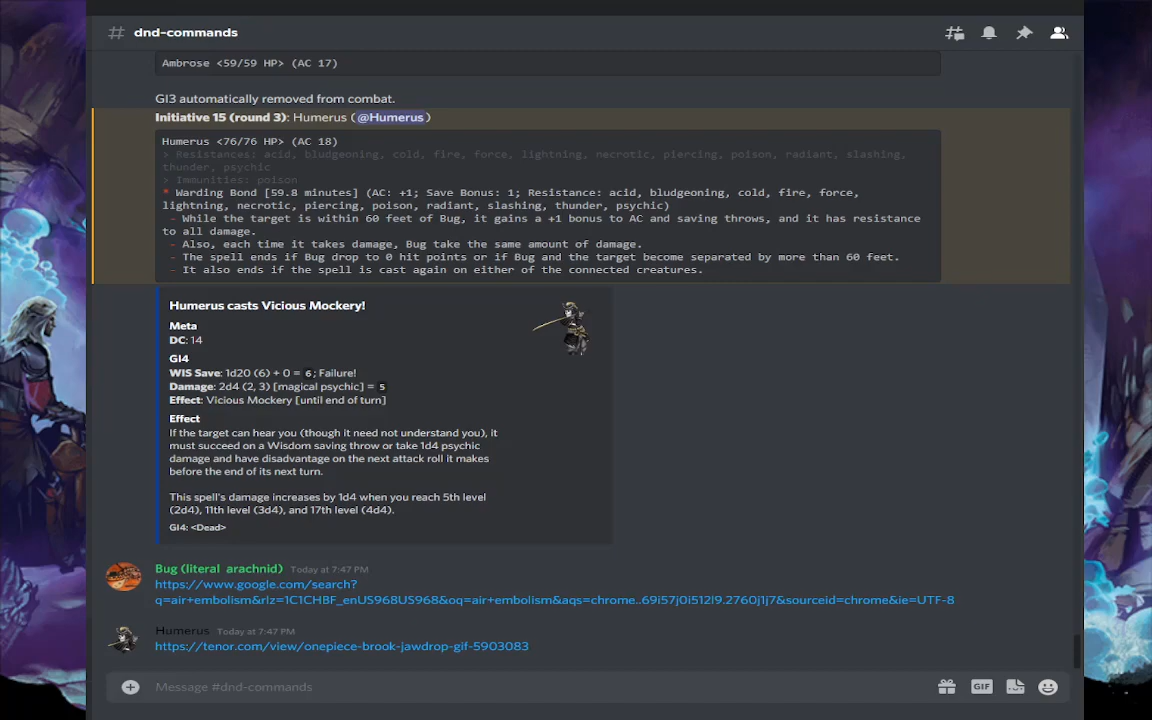 dnd-commands
Ambrose <59/59 HP> (AC 17)
GI3 automatically removed from combat.
Initiative 15 (round 3): Humerus ( @Humerus )
Humerus <76/76 HP> (AC 18)
> Resistances: acid, bludgeoning, cold, fire, force, lightning, necrotic, piercing, poison, radiant, slashing,
thunder, psychic
> Immunities: poison
* Warding Bond [59.8 minutes] (AC: +1; Save Bonus: 1; Resistance: acid, bludgeoning, cold, fire, force,
lightning, necrotic, piercing, poison, radiant, slashing, thunder, psychic)
- While the target is within 60 feet of Bug, it gains a +1 bonus to AC and saving throws, and it has resistance
to all damage.
- Also, each time it takes damage, Bug take the same amount of damage.
- The spell ends if Bug drop to 0 hit points or if Bug and the target become separated by more than 60 feet.
- It also ends if the spell is cast again on either of the connected creatures.
Humerus casts Vicious Mockery!
Meta
DC: 14
GI4
WIS Save: 1d20 (6) + 0 = 6; Failure!
Damage: 2d4 (2, 3) [magical psychic] = 5
Effect: Vicious Mockery [until end of turn]
Effect
If the target can hear you (though it need not understand you), it
must succeed on a Wisdom saving throw or take 1d4 psychic
damage and have disadvantage on the next attack roll it makes
before the end of its next turn.
This spell's damage increases by 1d4 when you reach 5th level
(2d4), 11th level (3d4), and 17th level (4d4).
GI4: <Dead>
Bug (literal arachnid) Today at 7:47 PM
https://www.google.com/search?
q=air+embolism&rlz=1C1CHBF_enUS968US968&oq=air+embolism&aqs=chrome..69i57j0i512l9.2760j1j7&sourceid=chrome&ie=UTF-8
Humerus Today at 7:47 PM
https://tenor.com/view/onepiece-brook-jawdrop-gif-5903083
Message #dnd-commands
GIF